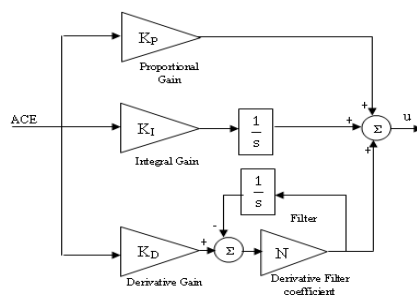 K_P
Proportional
Gain
ACE
K_I
Integral Gain
1
s
+
+
Σ
u
+
1
s
Filter
-
K_D
Derivative Gain
+
Σ
N
Derivative Filter
coefficient